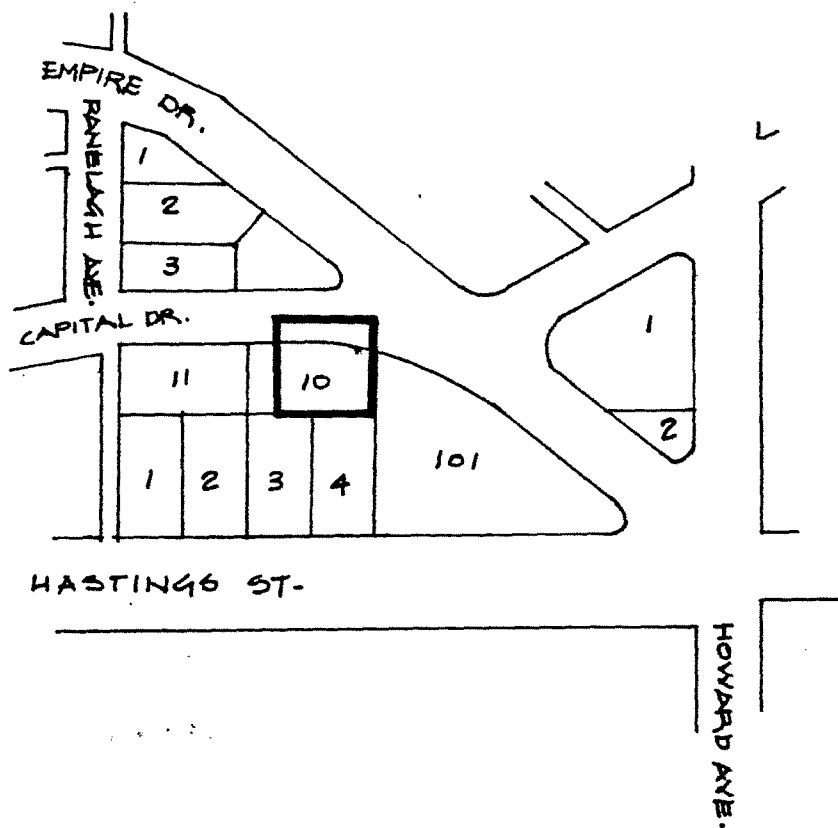 EMPIRE DR.
RANELAGH AVE.
1
2
3
CAPITAL DR.
1
2
11
10
1
2
3
4
101
HASTINGS ST-
HOWARD AVE.